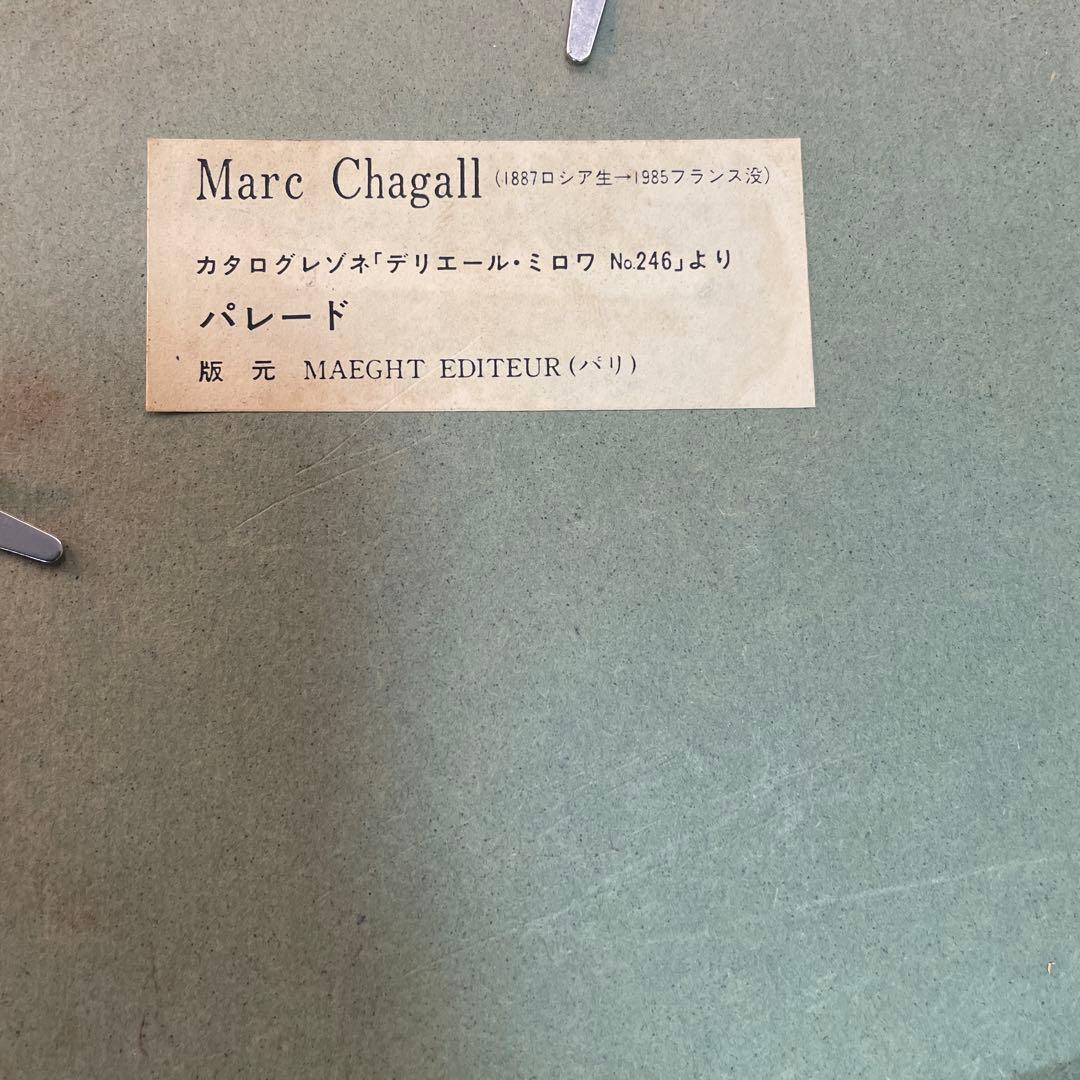 Marc Chagall (1887ロシア生→1985フランス没)
カタログレゾネ「デリエール・ミロワ No.246」より
パレード
版 元 MAEGHT EDITEUR (パリ)